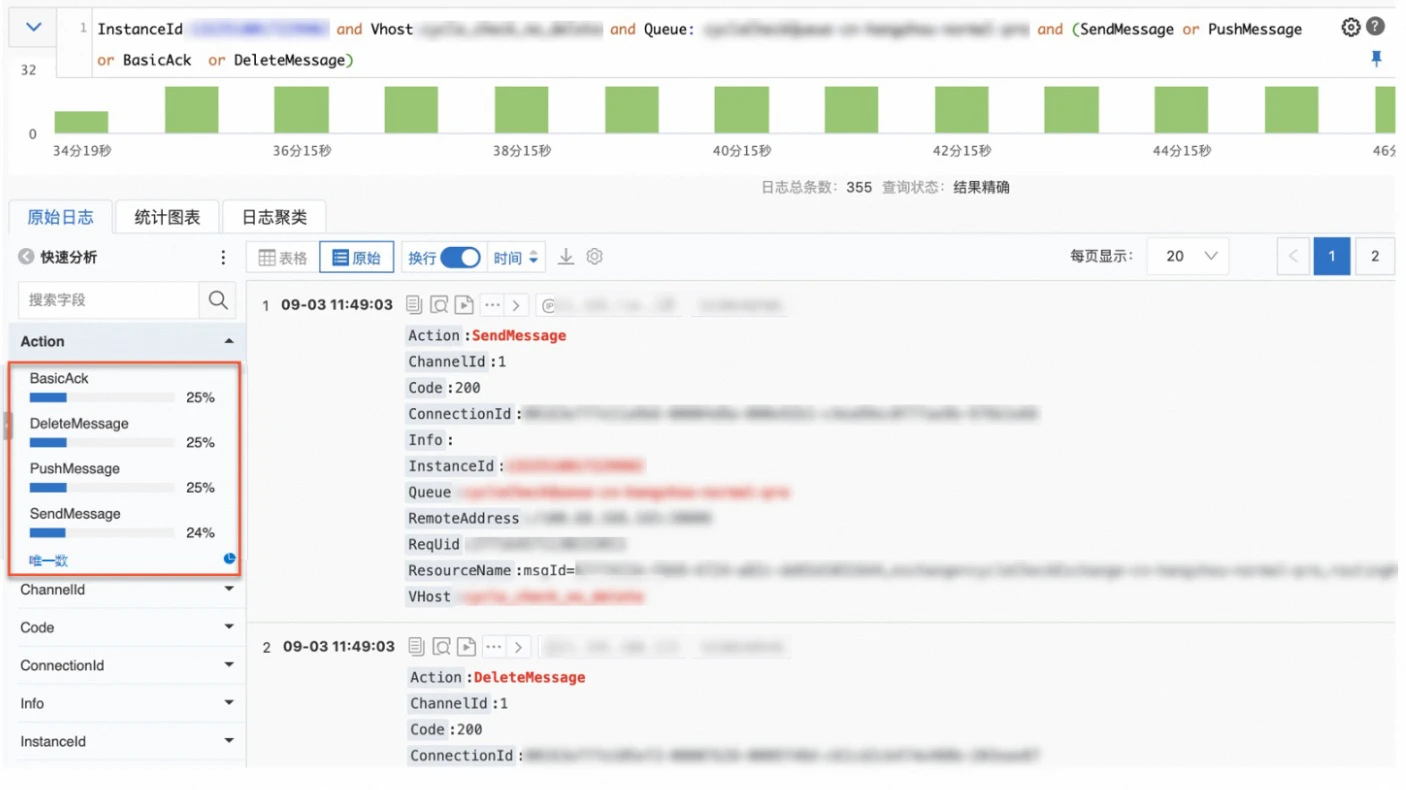 1 InstanceId and Vhost and Queue: and (SendMessage or PushMessage
or BasicAck or DeleteMessage)
32
0
34分19秒 36分15秒 38分15秒 40分15秒 42分15秒 44分15秒 46分
日志总条数: 355 查询状态: 结果精确
原始日志 统计图表 日志聚类
快速分析 表格 原始 换行 时间 每页显示: 20 1 2
搜索字段
Action
BasicAck
25%
DeleteMessage
25%
PushMessage
25%
SendMessage
24%
唯一数
ChannelId
Code
ConnectionId
Info
InstanceId
1 09-03 11:49:03
Action :SendMessage
ChannelId :1
Code :200
ConnectionId :
Info :
InstanceId :
Queue
RemoteAddress
ReqUid
ResourceName :msgId=
VHost
2 09-03 11:49:03
Action :DeleteMessage
ChannelId :1
Code :200
ConnectionId :